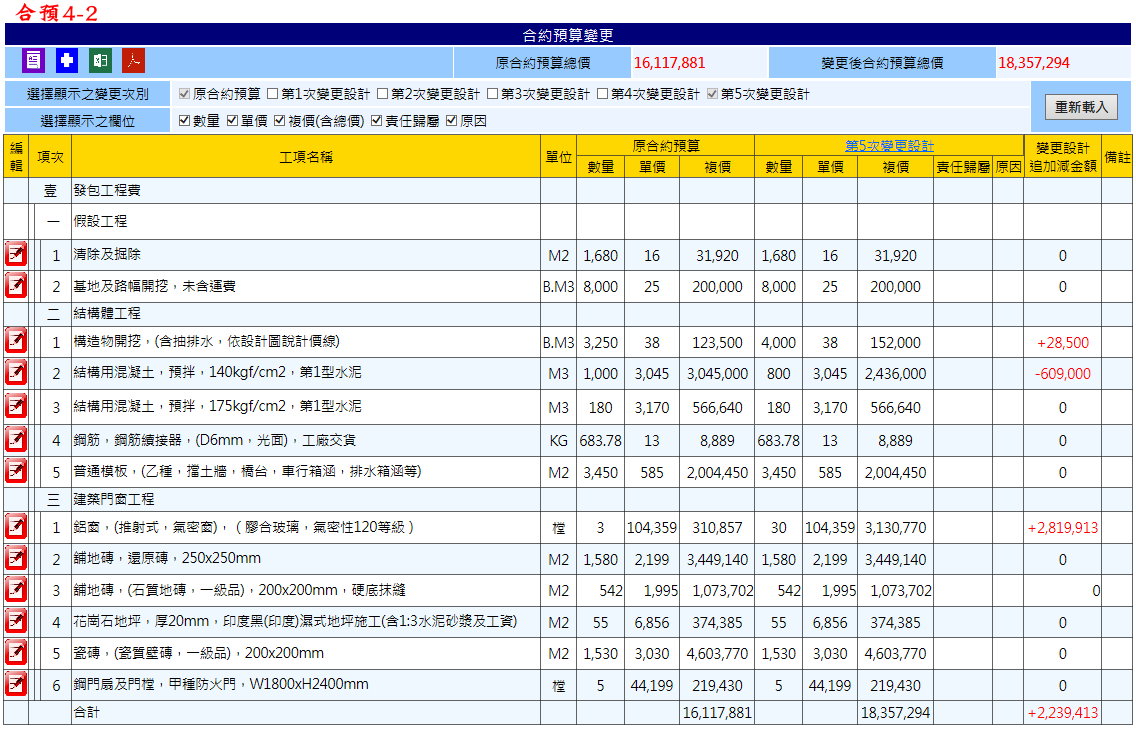 合預4-2
合約預算變更
原合約預算總價 16,117,881 變更後合約預算總價 18,357,294
選擇顯示之變更次別 原合約預算 第1次變更設計 第2次變更設計 第3次變更設計 第4次變更設計 第5次變更設計
選擇顯示之欄位 數量 單價 複價(含總價) 責任歸屬 原因
重新載入
編輯 項次 工項名稱 單位 原合約預算 第5次變更設計 變更設計追加減金額 備註
數量 單價 複價 數量 單價 複價 責任歸屬 原因
壹 發包工程費
一 假設工程
1 清除及掘除 M2 1,680 16 31,920 1,680 16 31,920 0
2 基地及路幅開挖，未含運費 B.M3 8,000 25 200,000 8,000 25 200,000 0
二 結構體工程
1 構造物開挖，(含抽排水，依設計圖說計價線) B.M3 3,250 38 123,500 4,000 38 152,000 +28,500
2 結構用混凝土，預拌，140kgf/cm2，第1型水泥 M3 1,000 3,045 3,045,000 800 3,045 2,436,000 -609,000
3 結構用混凝土，預拌，175kgf/cm2，第1型水泥 M3 180 3,170 566,640 180 3,170 566,640 0
4 鋼筋，鋼筋續接器，(D6mm，光面)，工廠交貨 KG 683.78 13 8,889 683.78 13 8,889 0
5 普通模板，(乙種，擋土牆，橋台，車行箱涵，排水箱涵等) M2 3,450 585 2,004,450 3,450 585 2,004,450 0
三 建築門窗工程
1 鋁窗，(推射式，氣密窗)，（膠合玻璃，氣密性120等級） 樘 3 104,359 310,857 30 104,359 3,130,770 +2,819,913
2 舖地磚，還原磚，250x250mm M2 1,580 2,199 3,449,140 1,580 2,199 3,449,140 0
3 舖地磚，(石質地磚，一級品)，200x200mm，硬底抹縫 M2 542 1,995 1,073,702 542 1,995 1,073,702 0
4 花崗石地坪，厚20mm，印度黑(印度)濕式地坪施工(含1:3水泥砂漿及工資) M2 55 6,856 374,385 55 6,856 374,385 0
5 瓷磚，(瓷質壁磚，一級品)，200x200mm M2 1,530 3,030 4,603,770 1,530 3,030 4,603,770 0
6 鋼門扇及門樘，甲種防火門，W1800xH2400mm 樘 5 44,199 219,430 5 44,199 219,430 0
合計 16,117,881 18,357,294 +2,239,413